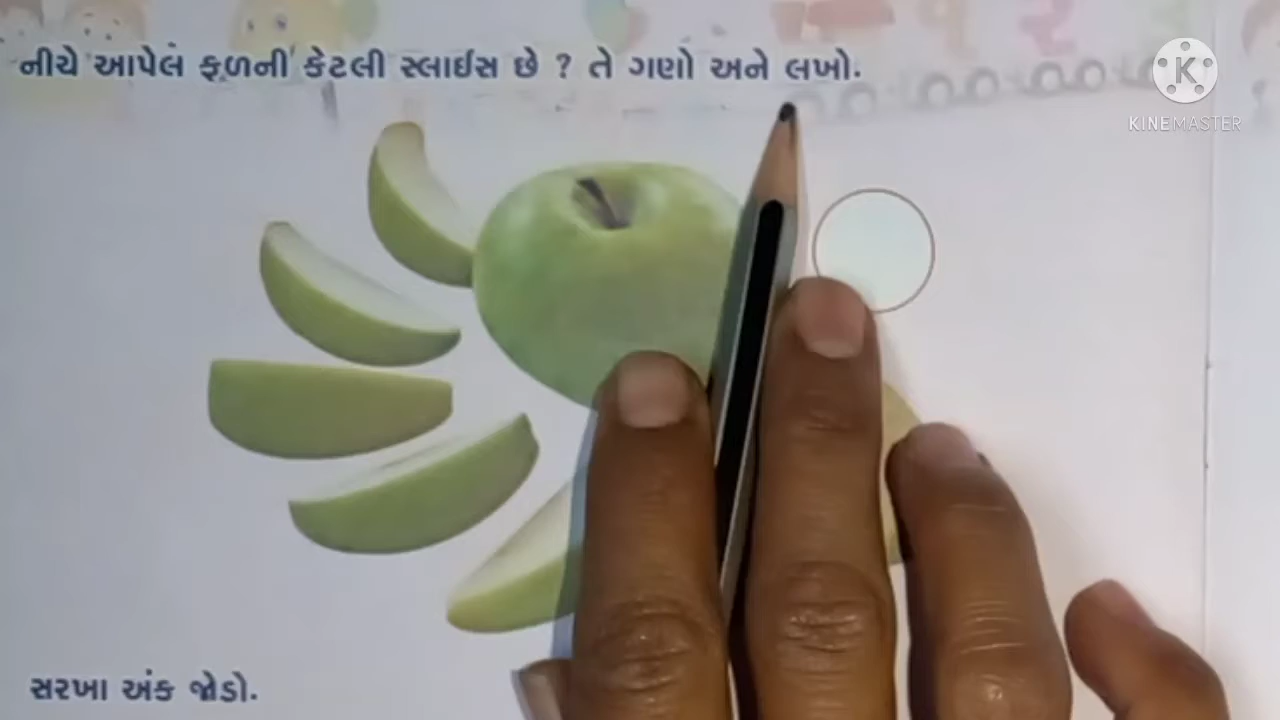 નીચે આપેલ ફળની કેટલી સ્લાઈસ છે ? તે ગણો અને લખો.
K
KINEMASTER
સરખા અંક જોડો.